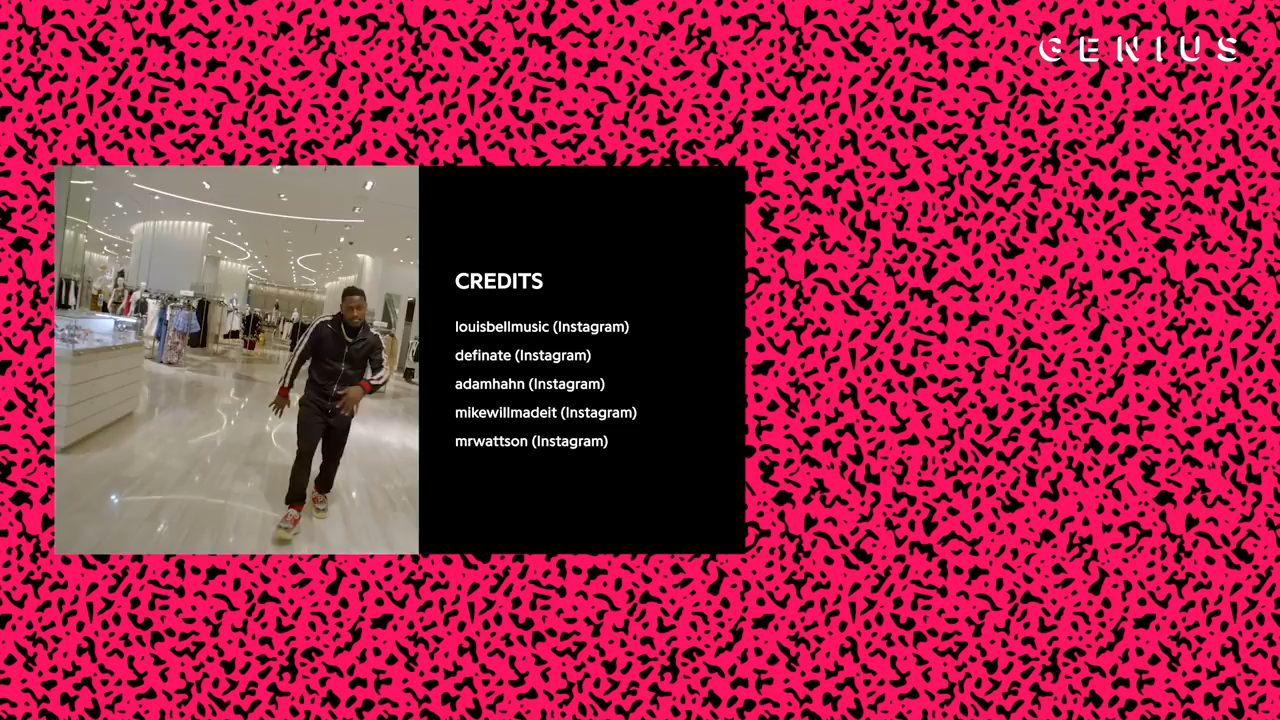 GENIUS
CREDITS
louisbellmusic (Instagram)
definate (Instagram)
adamhahn (Instagram)
mikewillmadeit (Instagram)
mrwattson (Instagram)